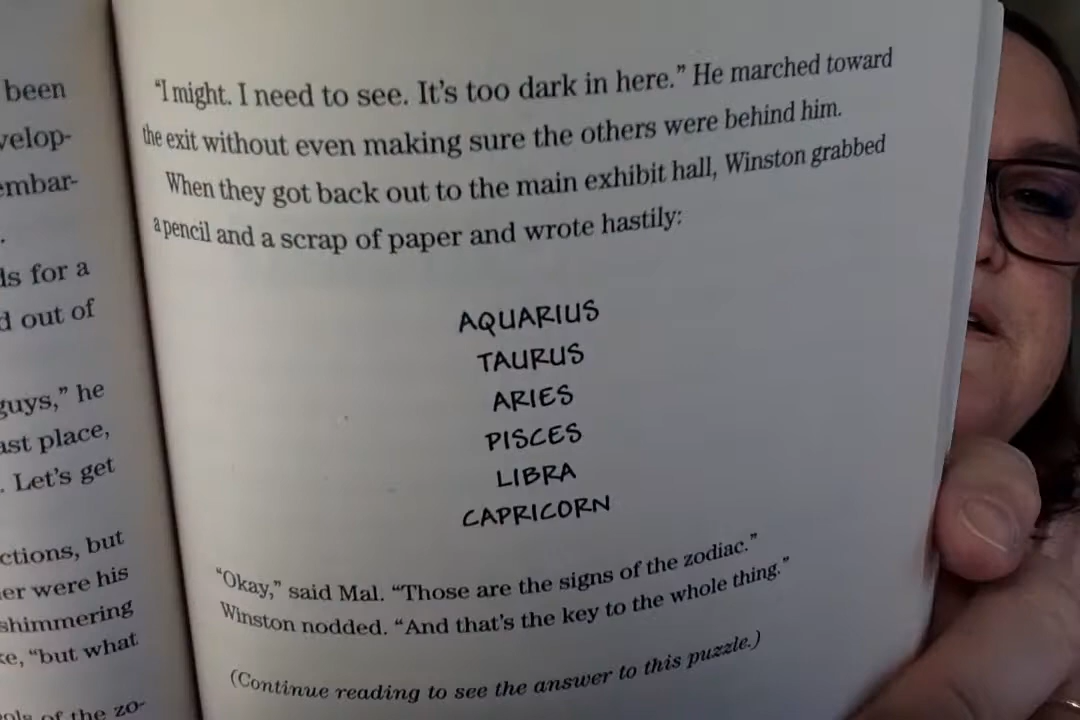 been
velop-
embar-
.
ds for a
d out of
guys," he
ast place,
. Let's get
ctions, but
er were his
shimmering
ke, "but what
ols of the zo-
"I might. I need to see. It's too dark in here." He marched toward
the exit without even making sure the others were behind him.
When they got back out to the main exhibit hall, Winston grabbed
a pencil and a scrap of paper and wrote hastily:
AQUARIUS
TAURUS
ARIES
PISCES
LIBRA
CAPRICORN
"Okay," said Mal. "Those are the signs of the zodiac."
Winston nodded. "And that's the key to the whole thing."
(Continue reading to see the answer to this puzzle.)